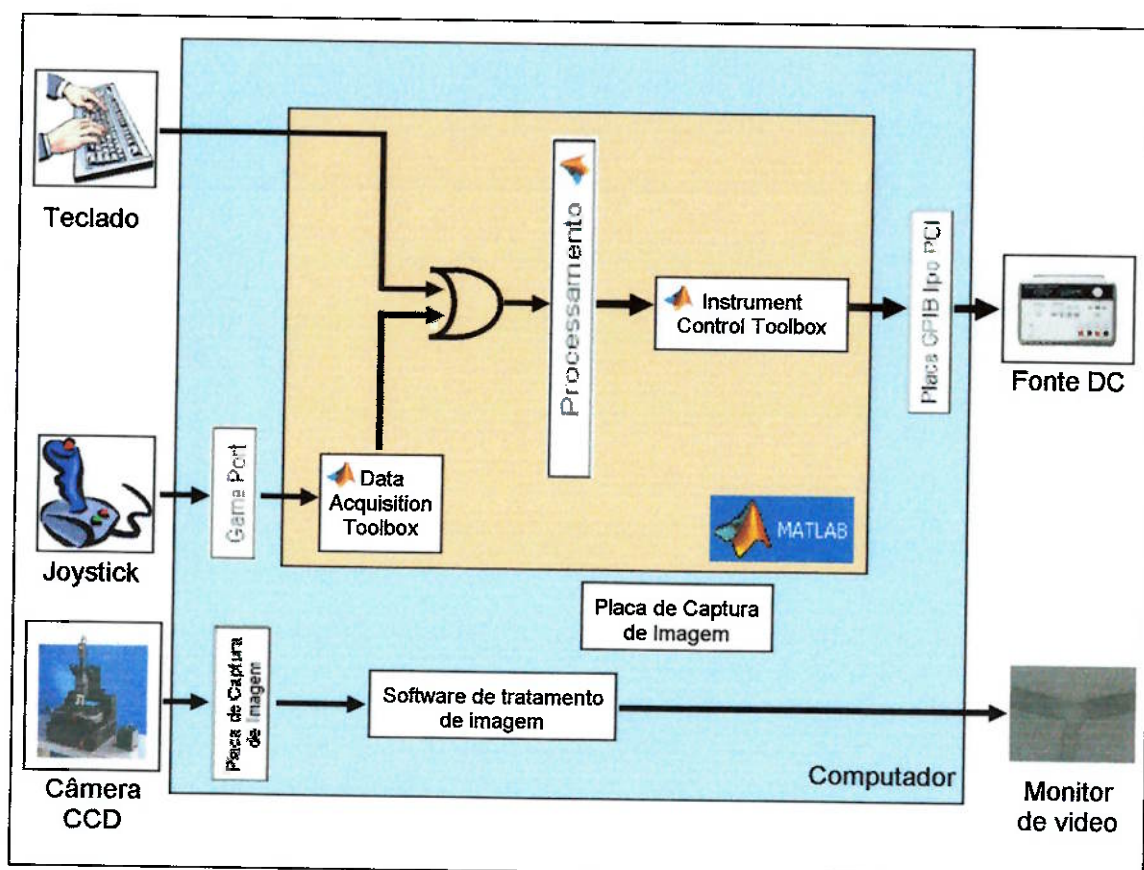 Teclado
Processamento
Instrument
Control Toolbox
Placa GPIB Ipo PCI
Fonte DC
Joystick
Game Port
Data
Acquisition
Toolbox
MATLAB
Placa de Captura
de Imagem
Câmera
CCD
Placa de Captura
de Imagem
Software de tratamento
de imagem
Computador
Monitor
de video